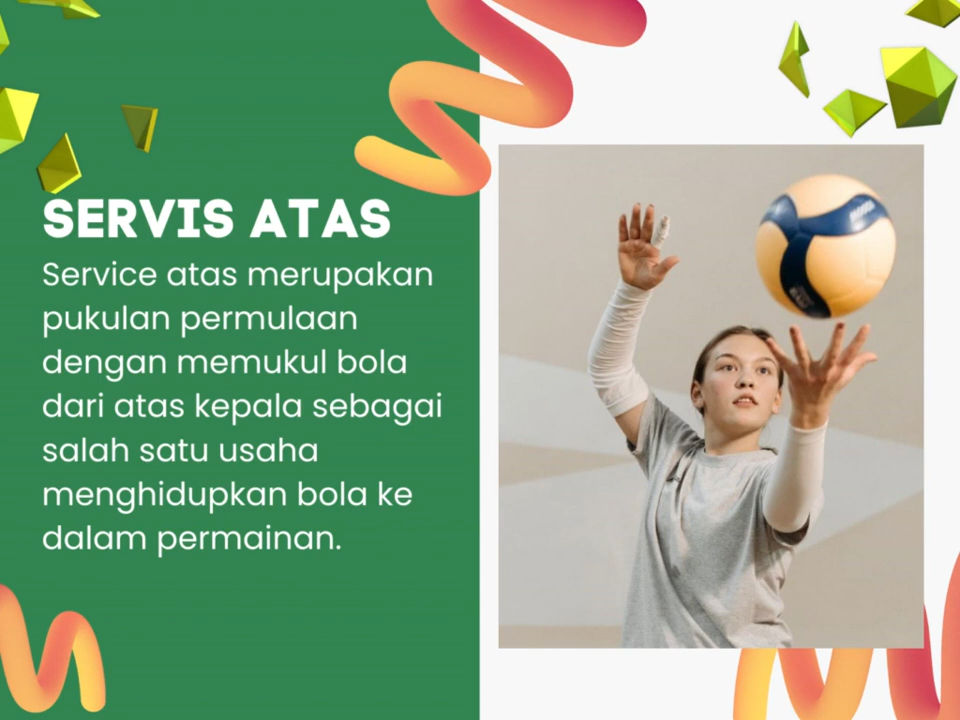 SERVIS ATAS
Service atas merupakan
pukulan permulaan
dengan memukul bola
dari atas kepala sebagai
salah satu usaha
menghidupkan bola ke
dalam permainan.